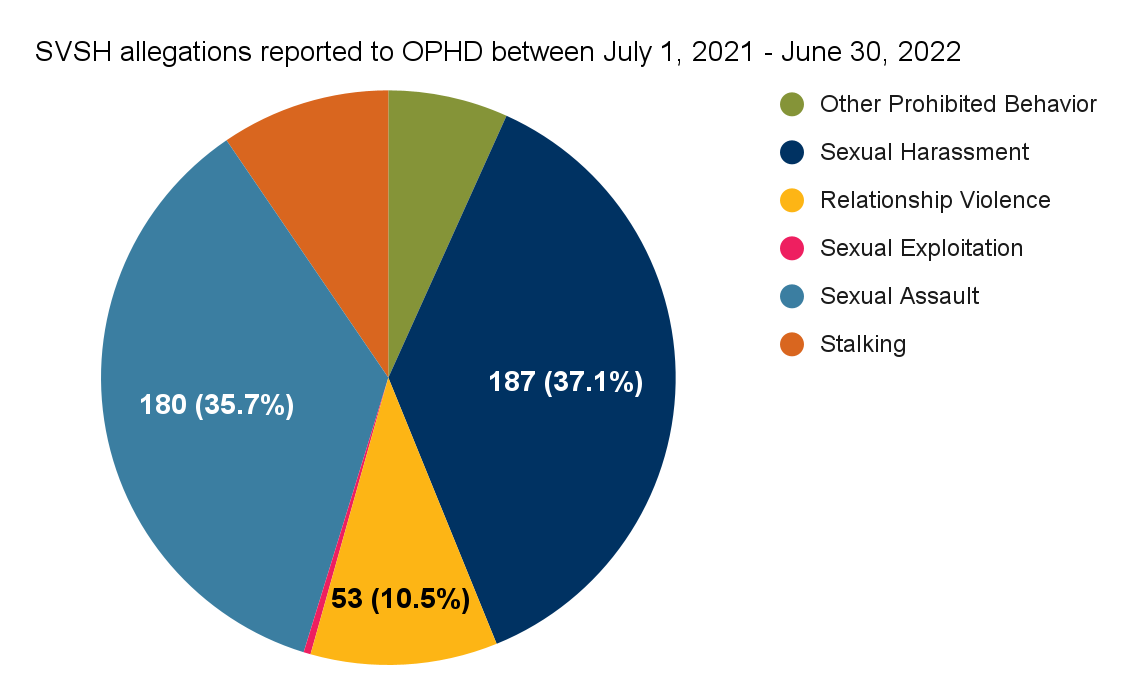 SVSH allegations reported to OPHD between July 1, 2021 - June 30, 2022
Other Prohibited Behavior
Sexual Harassment
Relationship Violence
Sexual Exploitation
Sexual Assault
Stalking
187 (37.1%)
180 (35.7%)
53 (10.5%)